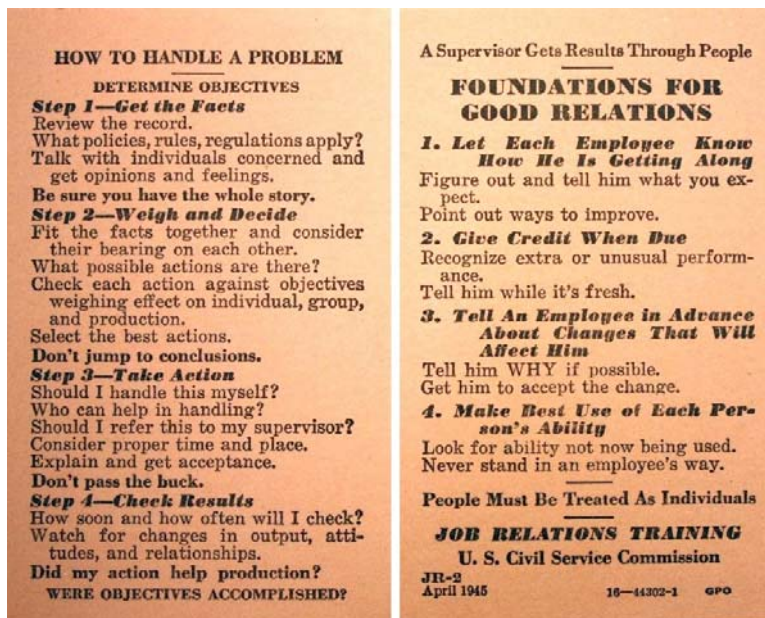 HOW TO HANDLE A PROBLEM
DETERMINE OBJECTIVES
Step 1—Get the Facts
Review the record.
What policies, rules, regulations apply?
Talk with individuals concerned and
get opinions and feelings.
Be sure you have the whole story.
Step 2—Weigh and Decide
Fit the facts together and consider
their bearing on each other.
What possible actions are there?
Check each action against objectives
weighing effect on individual, group,
and production.
Select the best actions.
Don't jump to conclusions.
Step 3—Take Action
Should I handle this myself?
Who can help in handling?
Should I refer this to my supervisor?
Consider proper time and place.
Explain and get acceptance.
Don't pass the buck.
Step 4—Check Results
How soon and how often will I check?
Watch for changes in output, atti-
tudes, and relationships.
Did my action help production?
WERE OBJECTIVES ACCOMPLISHED?
A Supervisor Gets Results Through People
FOUNDATIONS FOR
GOOD RELATIONS
1. Let Each Employee Know
How He Is Getting Along
Figure out and tell him what you ex-
pect.
Point out ways to improve.
2. Give Credit When Due
Recognize extra or unusual perform-
ance.
Tell him while it's fresh.
3. Tell An Employee in Advance
About Changes That Will
Affect Him
Tell him WHY if possible.
Get him to accept the change.
4. Make Best Use of Each Per-
son's Ability
Look for ability not now being used.
Never stand in an employee's way.
People Must Be Treated As Individuals
JOB RELATIONS TRAINING
U. S. Civil Service Commission
JR-2
April 1945 16—44302-1 GPO